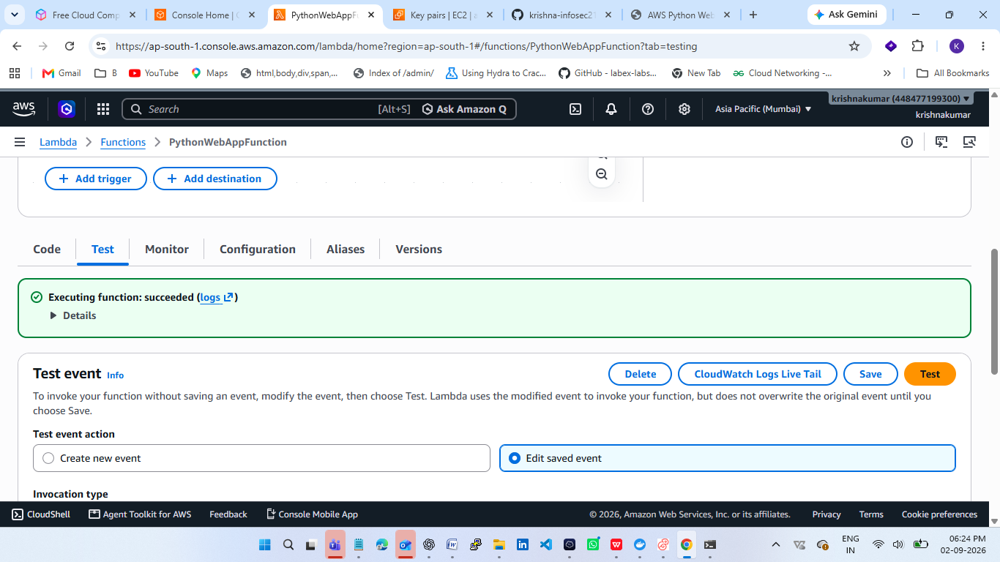 Free Cloud Comp
Console Home | C
PythonWebAppFu
Key pairs | EC2 | a
krishna-infosec21
AWS Python Web
Ask Gemini
https://ap-south-1.console.aws.amazon.com/lambda/home?region=ap-south-1#/functions/PythonWebAppFunction?tab=testing
K
Gmail
B
YouTube
Maps
html,body,div,span,...
Index of /admin/
Using Hydra to Crac...
GitHub - labex-labs...
New Tab
Cloud Networking -...
All Bookmarks
aws
Search
[Alt+S]
Ask Amazon Q
Asia Pacific (Mumbai)
krishnakumar (448477199300)
krishnakumar
Lambda
Functions
PythonWebAppFunction
Add trigger
Add destination
Code
Test
Monitor
Configuration
Aliases
Versions
Executing function: succeeded (logs)
Details
Test event
Info
Delete
CloudWatch Logs Live Tail
Save
Test
To invoke your function without saving an event, modify the event, then choose Test. Lambda uses the modified event to invoke your function, but does not overwrite the original event until you
choose Save.
Test event action
Create new event
Edit saved event
Invocation type
CloudShell
Agent Toolkit for AWS
Feedback
Console Mobile App
© 2026, Amazon Web Services, Inc. or its affiliates.
Privacy
Terms
Cookie preferences
ENG
IN
06:24 PM
02-09-2026